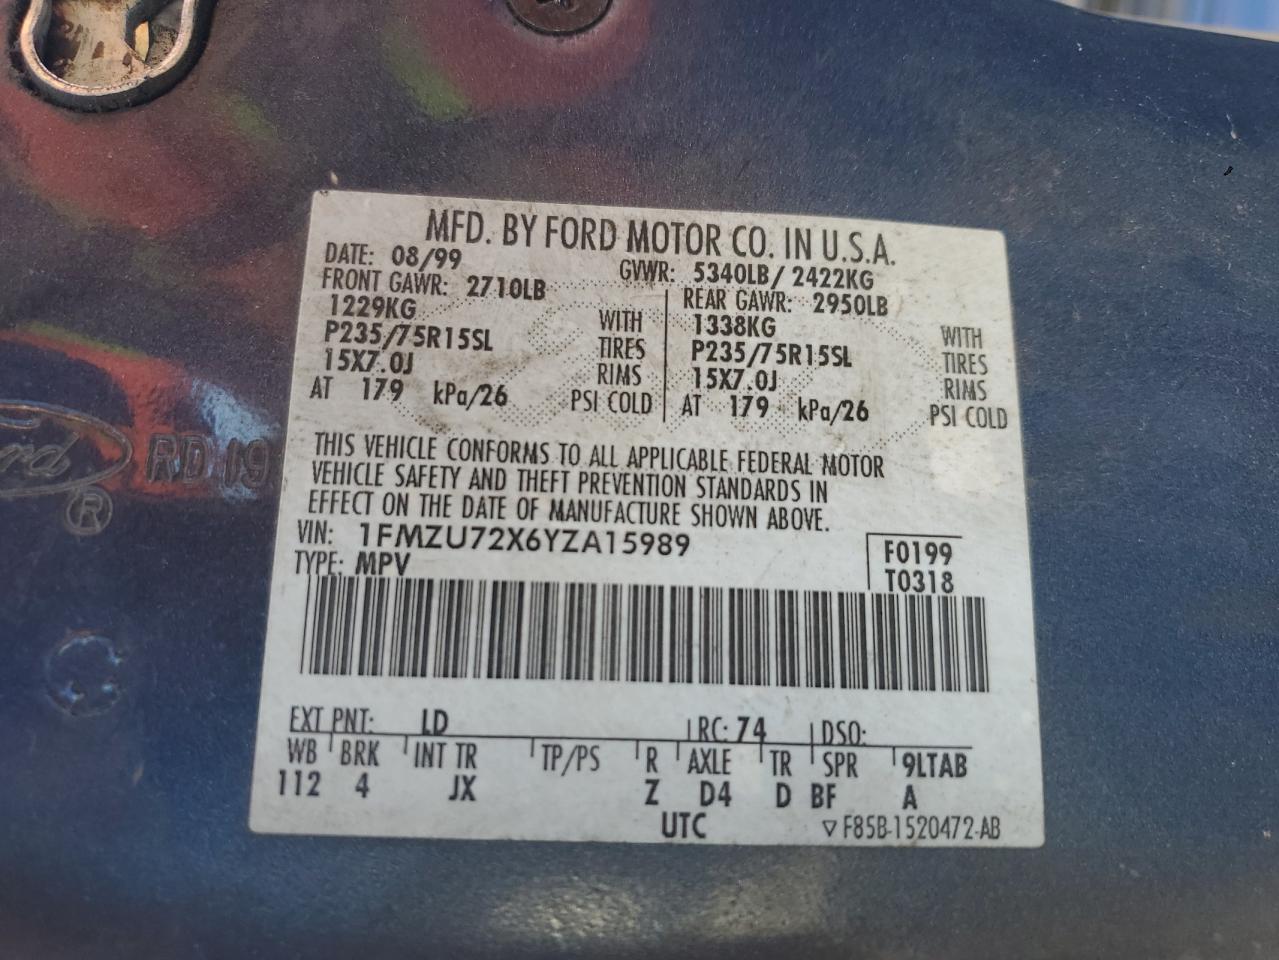 MFD. BY FORD MOTOR CO. IN U.S.A.
DATE: 08/99 GVWR: 5340LB/ 2422KG
FRONT GAWR: 2710LB REAR GAWR: 2950LB
1229KG WITH 1338KG WITH
P235/75R15SL TIRES P235/75R15SL TIRES
15X7.0J RIMS 15X7.0J RIMS
AT 179 kPa/26 PSI COLD AT 179 kPa/26 PSI COLD
THIS VEHICLE CONFORMS TO ALL APPLICABLE FEDERAL MOTOR
VEHICLE SAFETY AND THEFT PREVENTION STANDARDS IN
EFFECT ON THE DATE OF MANUFACTURE SHOWN ABOVE.
VIN: 1FMZU72X6YZA15989 F0199
TYPE: MPV T0318
EXT PNT: LD RC: 74 DSO:
WB BRK INT TR TP/PS R AXLE TR SPR 9LTAB
112 4 JX Z D4 D BF A
UTC ▽F85B-1520472-AB
RD 19
®